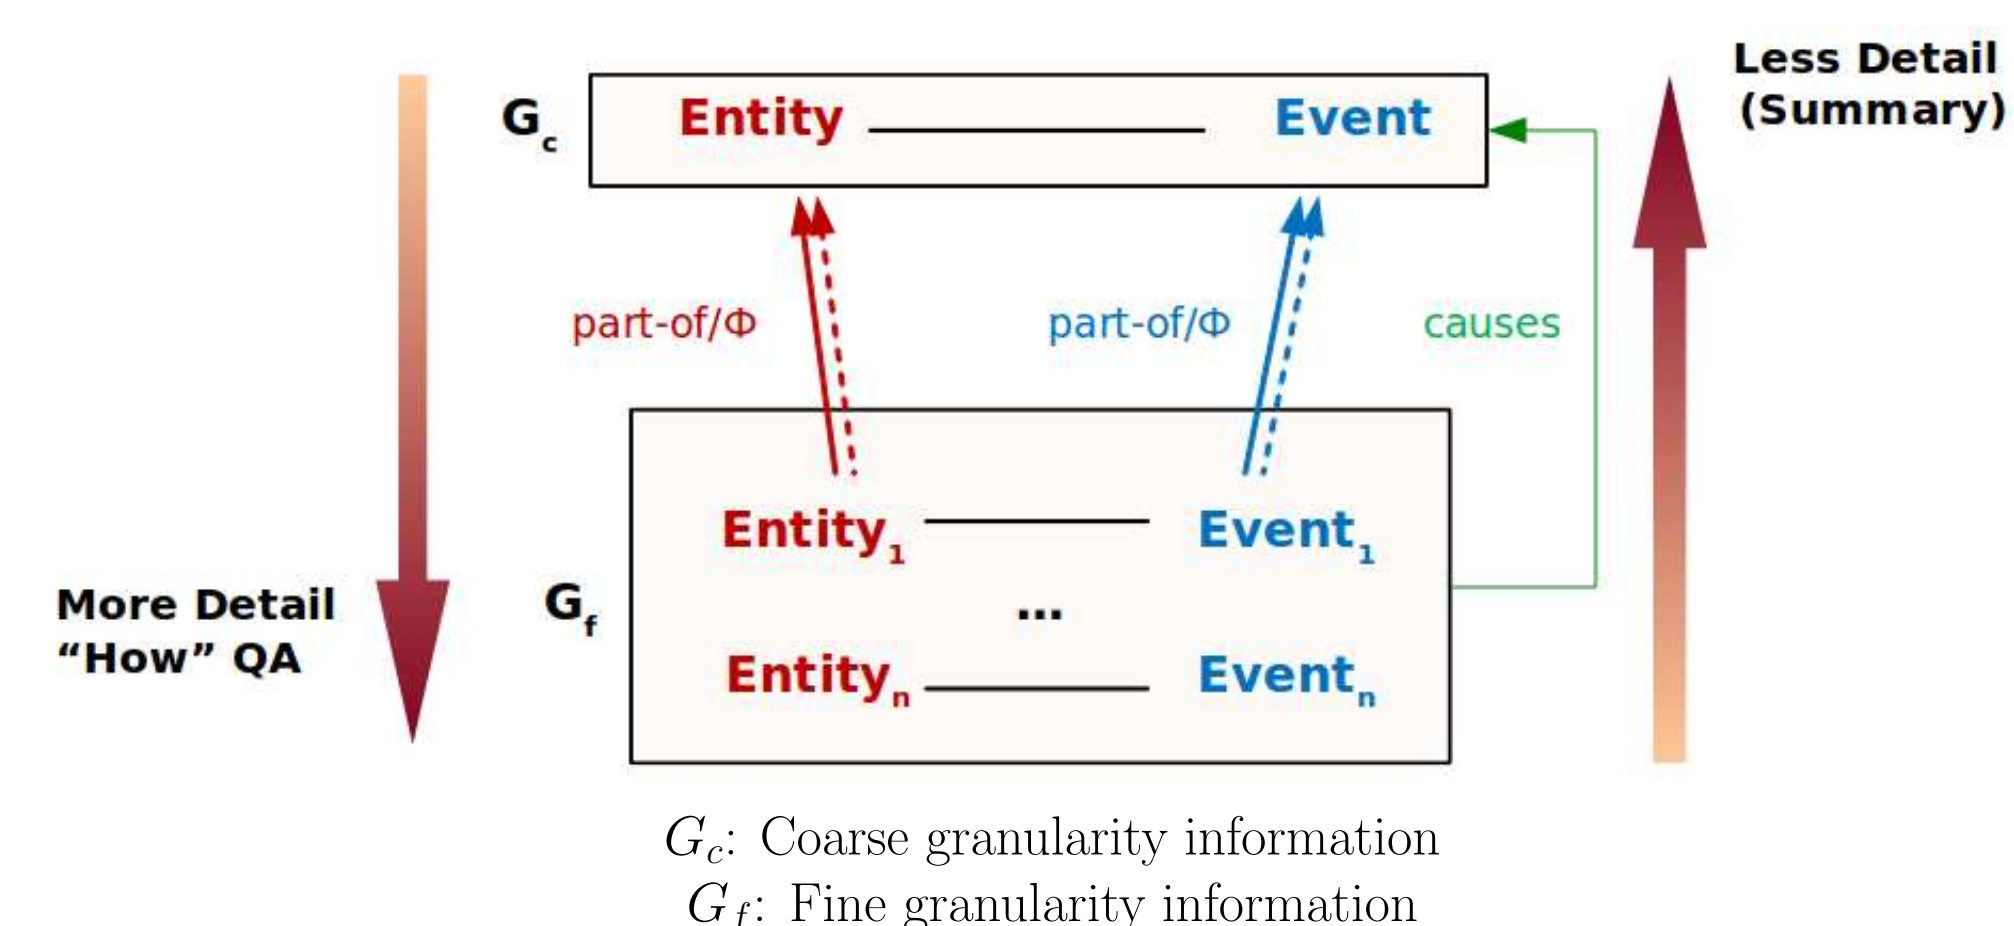 Less Detail
(Summary)
G_c Entity Event
part-of/Φ part-of/Φ causes
More Detail
“How” QA
G_f
Entity_1 Event_1
...
Entity_n Event_n
G_c: Coarse granularity information
G_f: Fine granularity information